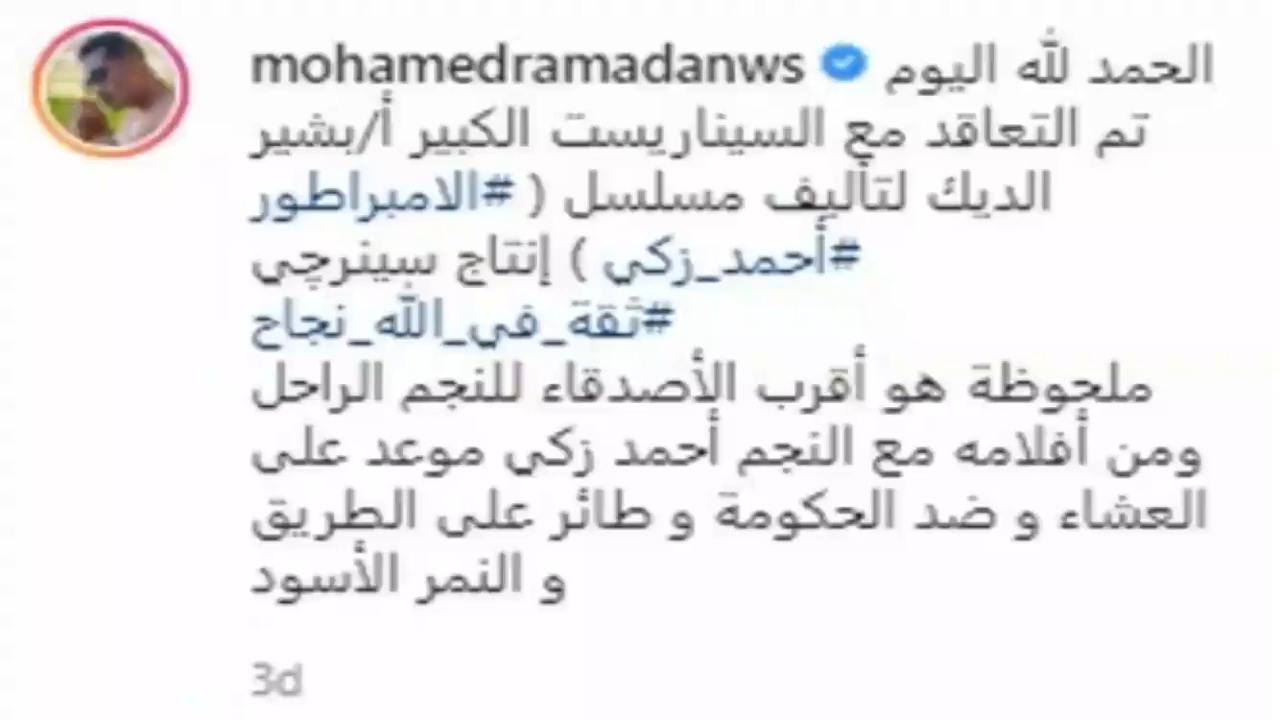 mohamedramadanws الحمد لله اليوم
تم التعاقد مع السيناريست الكبير أ/بشير
الديك لتأليف مسلسل ( #الامبراطور
#أحمد_زكي ) إنتاج سينرچي
#ثقة_في_الله_نجاح
ملحوظة هو أقرب الأصدقاء للنجم الراحل
ومن أفلامه مع النجم أحمد زكي موعد على
العشاء و ضد الحكومة و طائر على الطريق
و النمر الأسود
3d